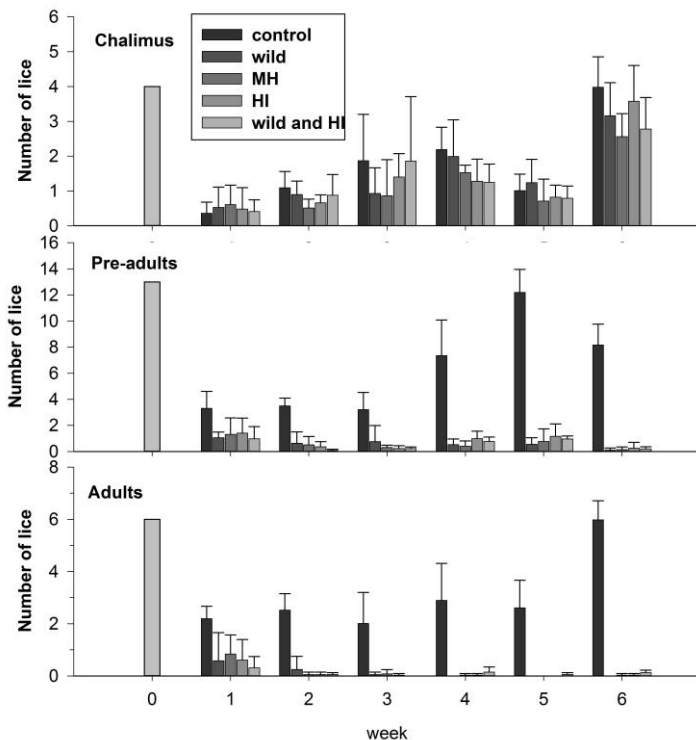 Number of lice
6
5
4
3
2
1
0
Chalimus
control
wild
MH
HI
wild and HI
Number of lice
16
14
12
10
8
6
4
2
0
Pre-adults
Number of lice
8
6
4
2
0
Adults
0 1 2 3 4 5 6
week